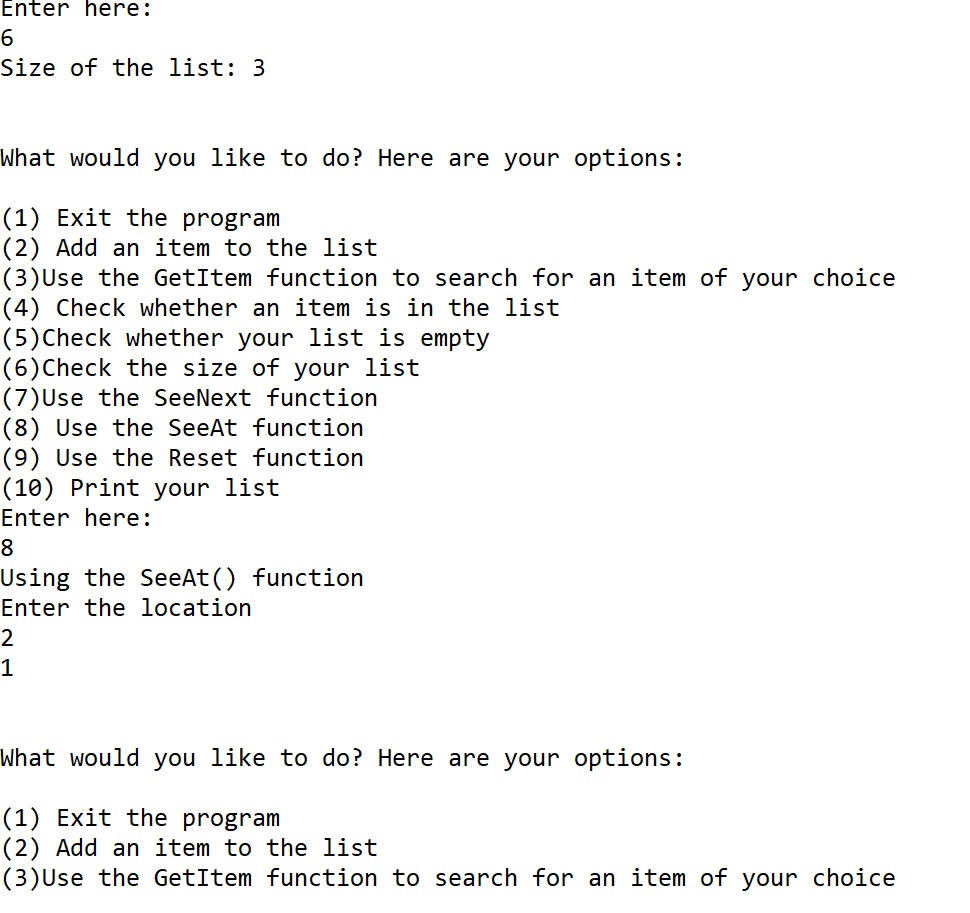 Enter here:
6
Size of the list: 3
What would you like to do? Here are your options:
(1) Exit the program
(2) Add an item to the list
(3)Use the GetItem function to search for an item of your choice
(4) Check whether an item is in the list
(5)Check whether your list is empty
(6)Check the size of your list
(7)Use the SeeNext function
(8) Use the SeeAt function
(9) Use the Reset function
(10) Print your list
Enter here:
8
Using the SeeAt() function
Enter the location
2
1
What would you like to do? Here are your options:
(1) Exit the program
(2) Add an item to the list
(3)Use the GetItem function to search for an item of your choice